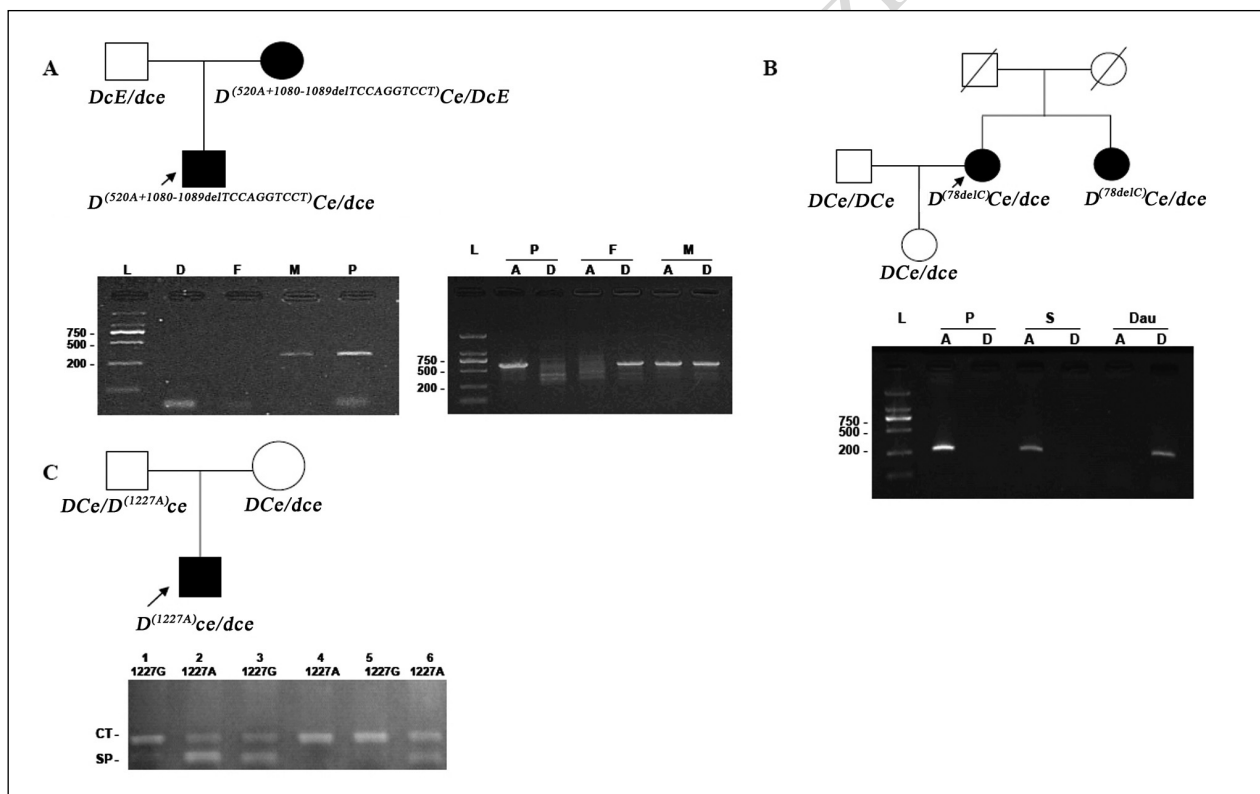 A
DcE/dce
D(520A+1080-1089delTCCAGGTCCT)Ce/DcE
D(520A+1080-1089delTCCAGGTCCT)Ce/dce
L D F M P
750 -
500 -
200 -
L P F M
A D A D A D
750 -
500 -
200 -
B
DCe/DCe
D(78delC)Ce/dce
D(78delC)Ce/dce
DCe/dce
L P S Dau
A D A D A D
750 -
500 -
200 -
C
DCe/D(1227A)ce
DCe/dce
D(1227A)ce/dce
1 2 3 4 5 6
1227G 1227A 1227G 1227A 1227G 1227A
CT-
SP-